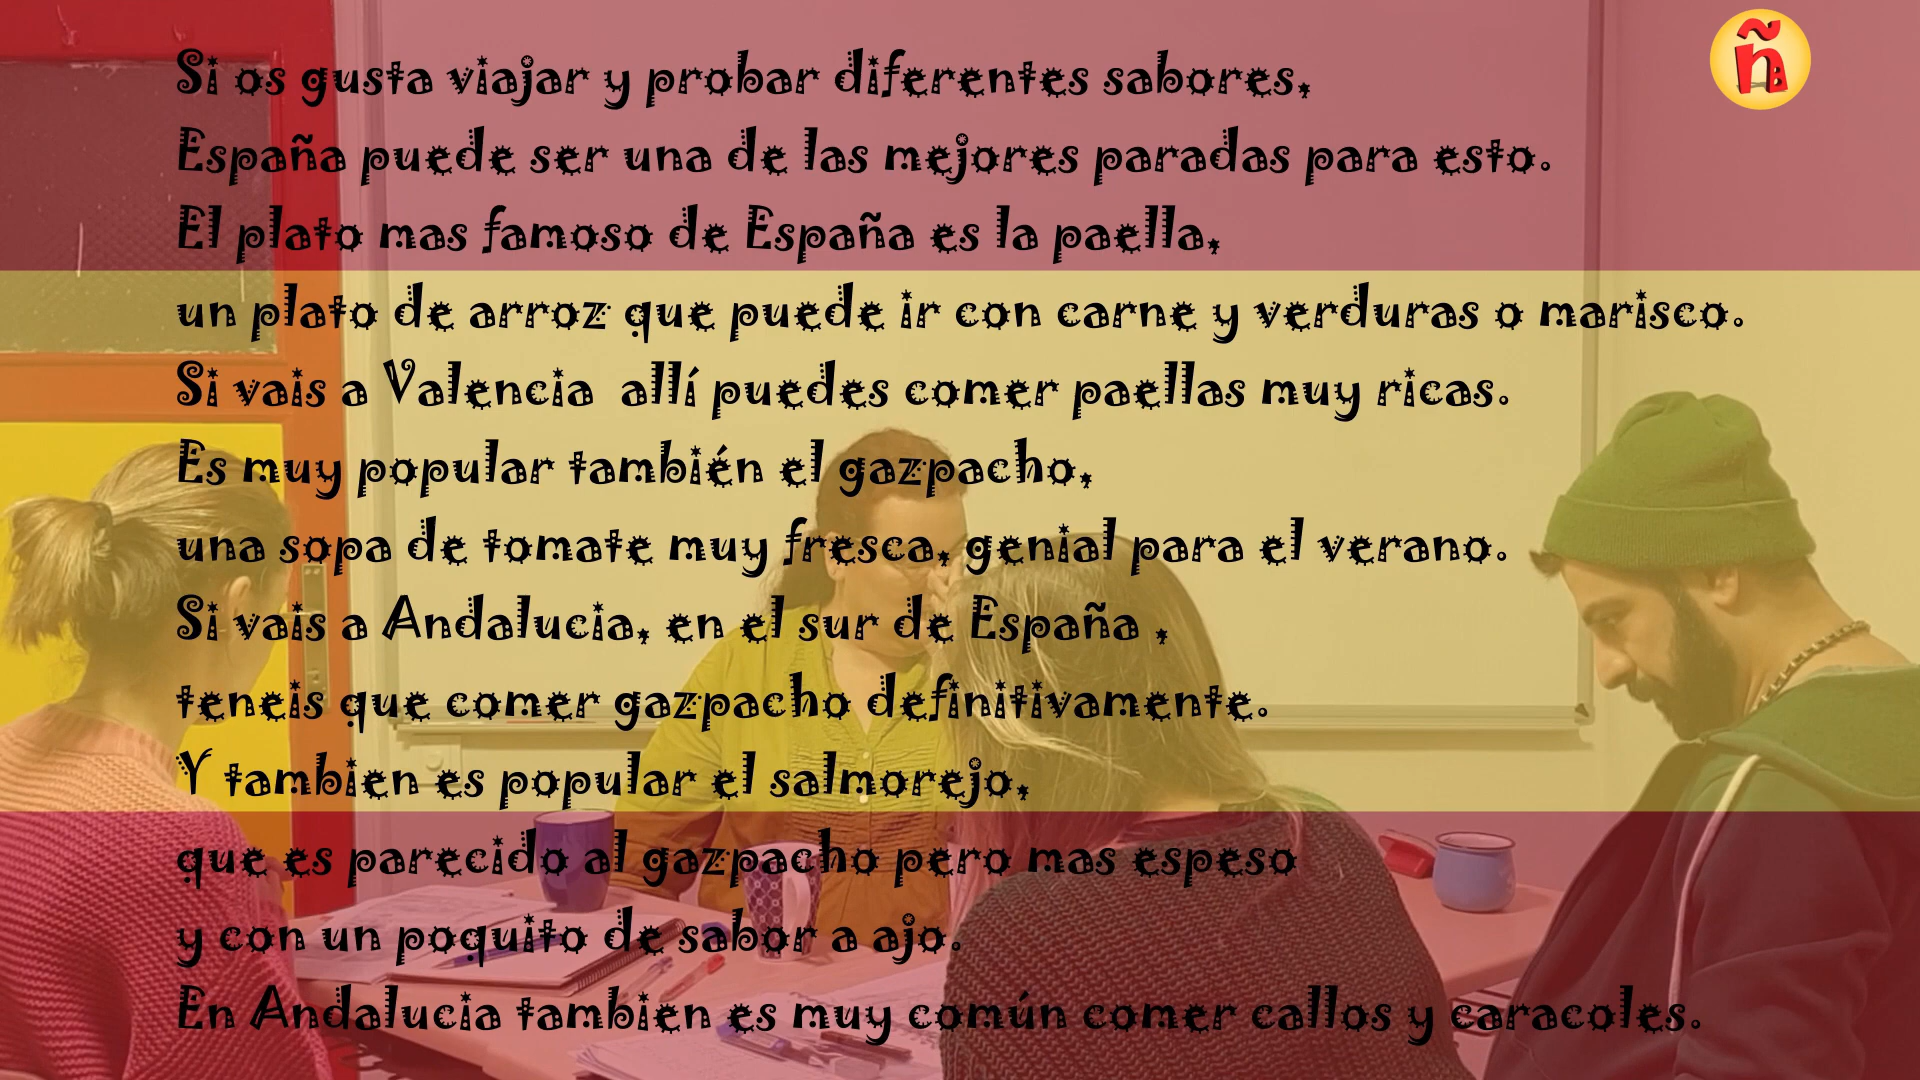 ñ
Si os gusta viajar y probar diferentes sabores,
España puede ser una de las mejores paradas para esto.
El plato mas famoso de España es la paella,
un plato de arroz que puede ir con carne y verduras o marisco.
Si vais a Valencia allí puedes comer paellas muy ricas.
Es muy popular también el gazpacho,
una sopa de tomate muy fresca, genial para el verano.
Si vais a Andalucia, en el sur de España ,
teneis que comer gazpacho definitivamente.
Y tambien es popular el salmorejo,
que es parecido al gazpacho pero mas espeso
y con un poquito de sabor a ajo.
En Andalucia tambien es muy común comer callos y caracoles.